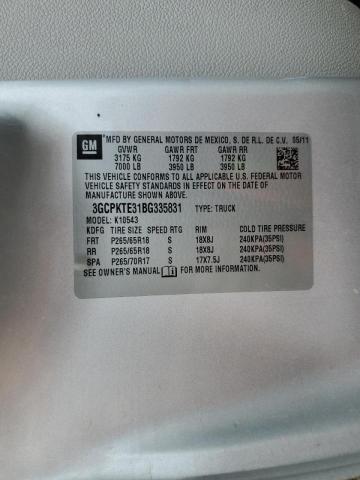 GM MFD BY GENERAL MOTORS DE MEXICO, S. DE R.L. DE C.V. 05/11
GVWR GAWR FRT GAWR RR
3175 KG 1792 KG 1792 KG
7000 LB 3950 LB 3950 LB
THIS VEHICLE CONFORMS TO ALL APPLICABLE
U.S. FEDERAL MOTOR VEHICLE SAFETY AND
THEFT PREVENTION STANDARDS IN EFFECT ON THE DATE OF
MANUFACTURE SHOWN ABOVE.
3GCPKTE31BG335831 TYPE: TRUCK
MODEL: K10543
KDFG TIRE SIZE SPEED RTG RIM COLD TIRE PRESSURE
FRT P265/65R18 S 18X8J 240KPA(35PSI)
RR P265/65R18 S 18X8J 240KPA(35PSI)
SPA P265/70R17 S 17X7.5J 240KPA(35PSI)
SEE OWNER'S MANUAL FOR MORE INFORMATION.